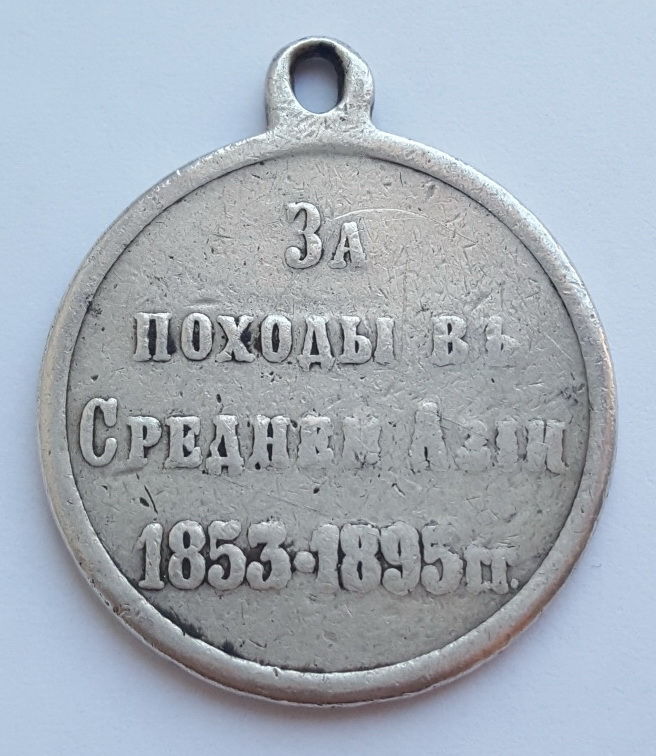 За
походы въ
Средней Азіи
1853·1895 гг.